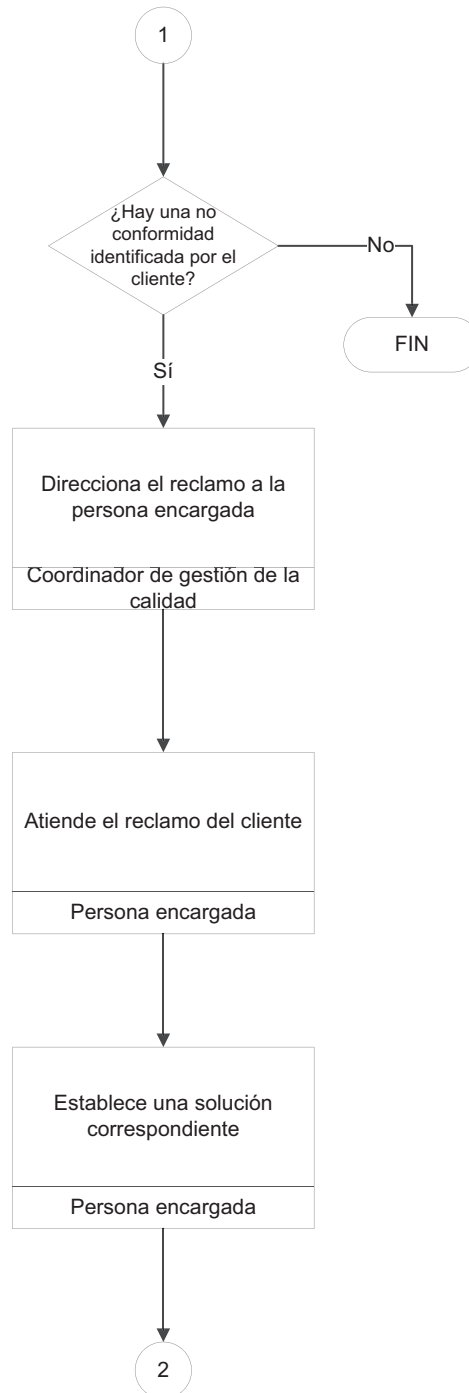 1
¿Hay una no
conformidad
identificada por el
cliente?
No
FIN
Sí
Direcciona el reclamo a la
persona encargada
Coordinador de gestión de la
calidad
Atiende el reclamo del cliente
Persona encargada
Establece una solución
correspondiente
Persona encargada
2